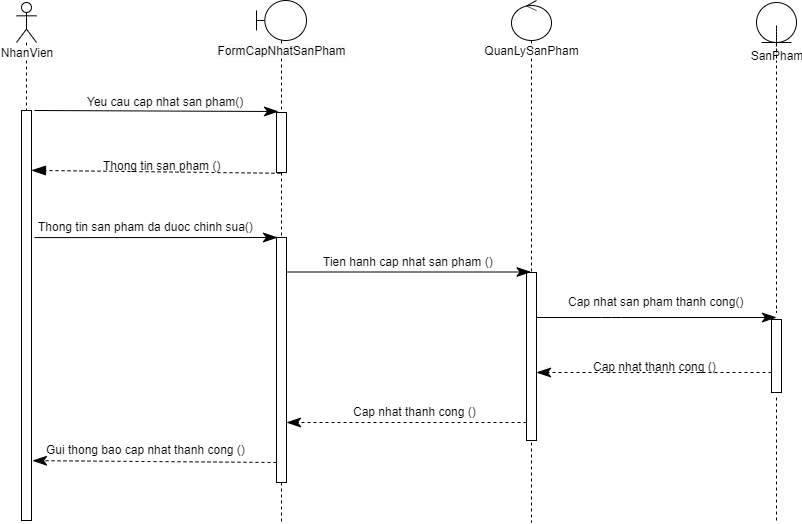 NhanVien
FormCapNhatSanPham
QuanLySanPham
SanPham
Yeu cau cap nhat san pham()
Thong tin san pham ()
Thong tin san pham da duoc chinh sua()
Tien hanh cap nhat san pham ()
Cap nhat san pham thanh cong()
Cap nhat thanh cong ()
Cap nhat thanh cong ()
Gui thong bao cap nhat thanh cong ()